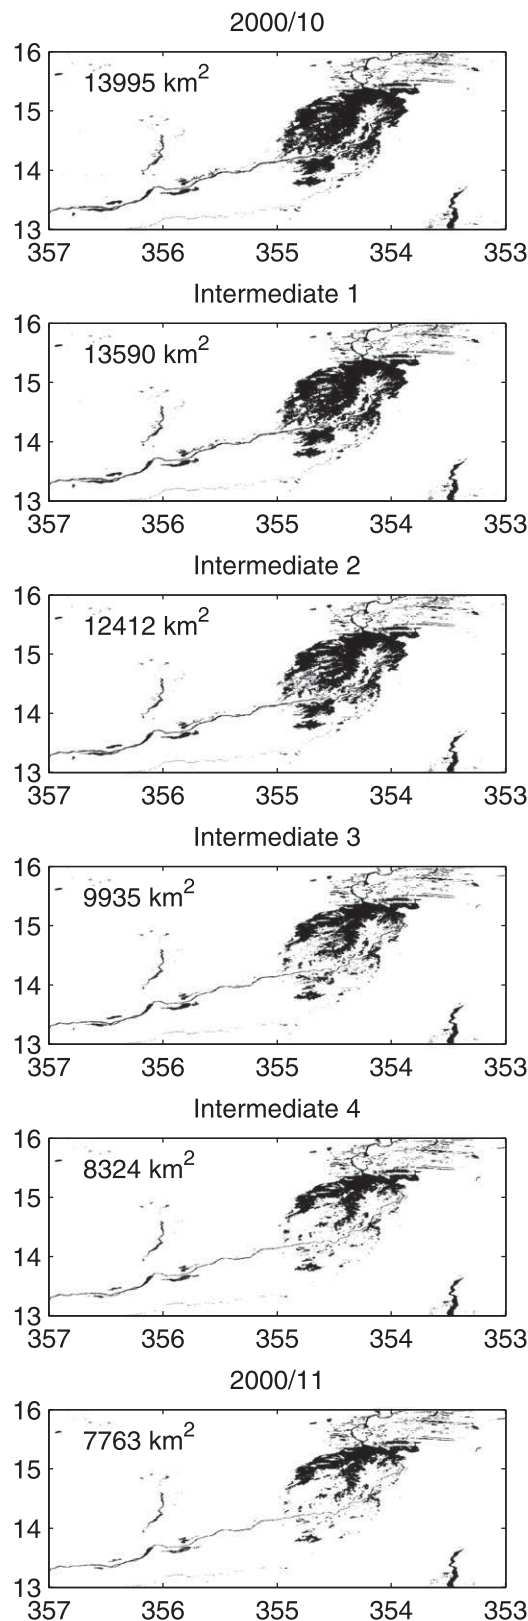 2000/10
16
13995 km²
15
14
13
357 356 355 354 353
Intermediate 1
16
13590 km²
15
14
13
357 356 355 354 353
Intermediate 2
16
12412 km²
15
14
13
357 356 355 354 353
Intermediate 3
16
9935 km²
15
14
13
357 356 355 354 353
Intermediate 4
16
8324 km²
15
14
13
357 356 355 354 353
2000/11
16
7763 km²
15
14
13
357 356 355 354 353